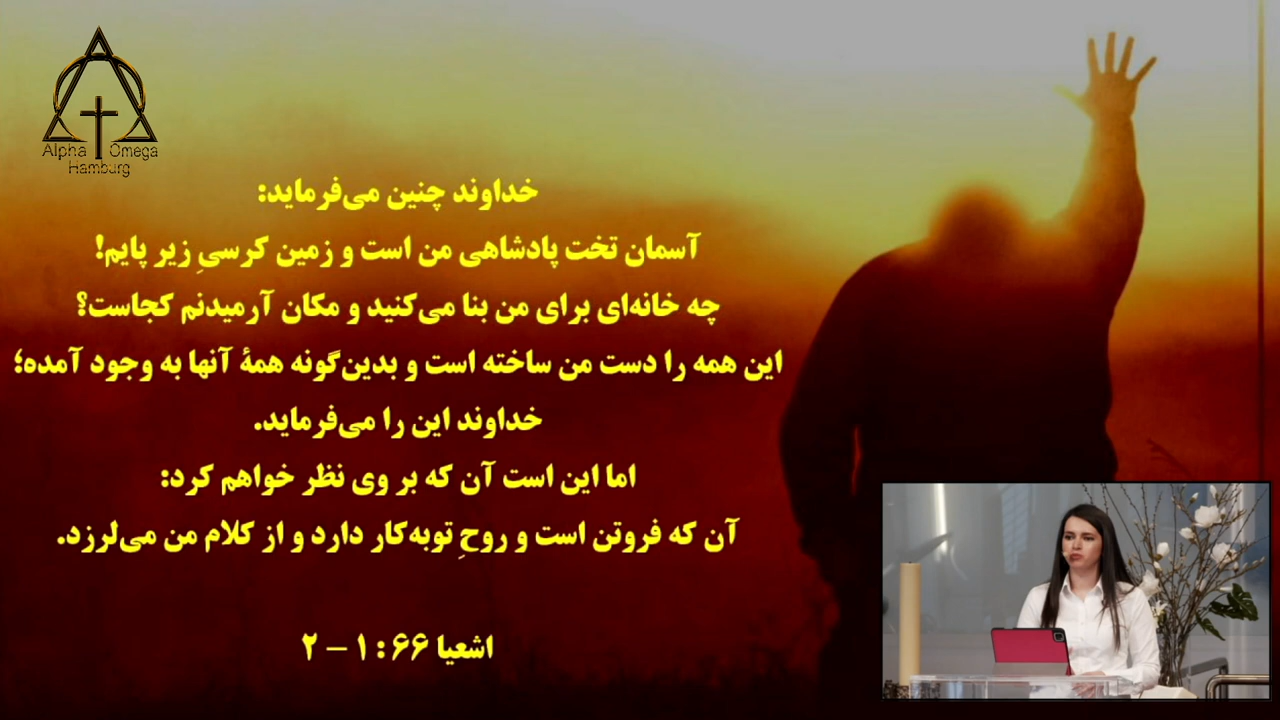 Alpha Omega
Hamburg
خداوند چنین می‌فرماید:
آسمان تخت پادشاهی من است و زمین کرسیِ زیر پایم!
چه خانه‌ای برای من بنا می‌کنید و مکان آرمیدنم کجاست؟
این همه را دست من ساخته است و بدین‌گونه همهٔ آنها به وجود آمده؛
خداوند این را می‌فرماید.
اما این است آن که بر وی نظر خواهم کرد:
آن که فروتن است و روحِ توبه‌کار دارد و از کلام من می‌لرزد.
اشعیا ۶۶ : ۱ – ۲